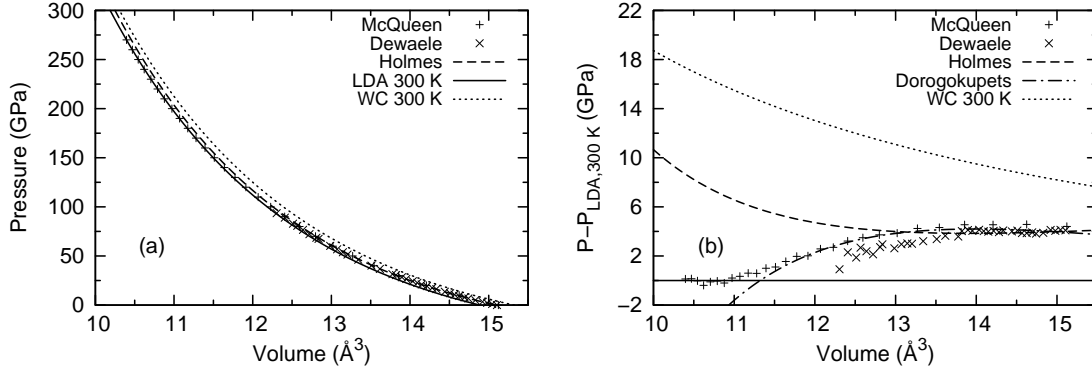 300
250
200
150
100
50
0
Pressure (GPa)
McQueen
Dewaele
Holmes
LDA 300 K
WC 300 K
(a)
10 11 12 13 14 15
Volume (Å³)
22
18
14
10
6
2
−2
P−P_LDA,300 K (GPa)
McQueen
Dewaele
Holmes
Dorogokupets
WC 300 K
(b)
10 11 12 13 14 15
Volume (Å³)